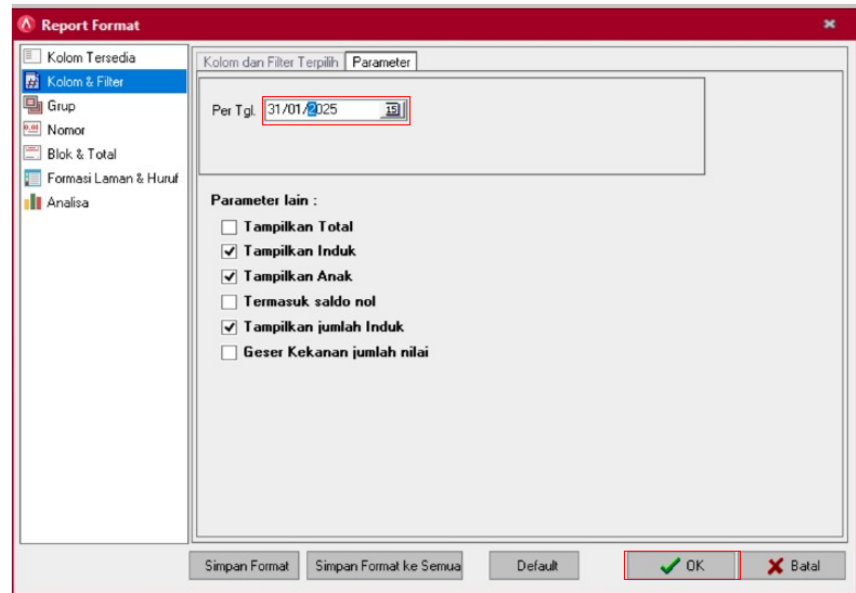 Report Format
Kolom Tersedia
Kolom & Filter
Grup
Nomor
Blok & Total
Formasi Laman & Huruf
Analisa
Kolom dan Filter Terpilih
Parameter
Per Tgl. 31/01/2025
15
Parameter lain :
Tampilkan Total
Tampilkan Induk
Tampilkan Anak
Termasuk saldo nol
Tampilkan jumlah Induk
Geser Kekanan jumlah nilai
Simpan Format
Simpan Format ke Semua
Default
OK
Batal